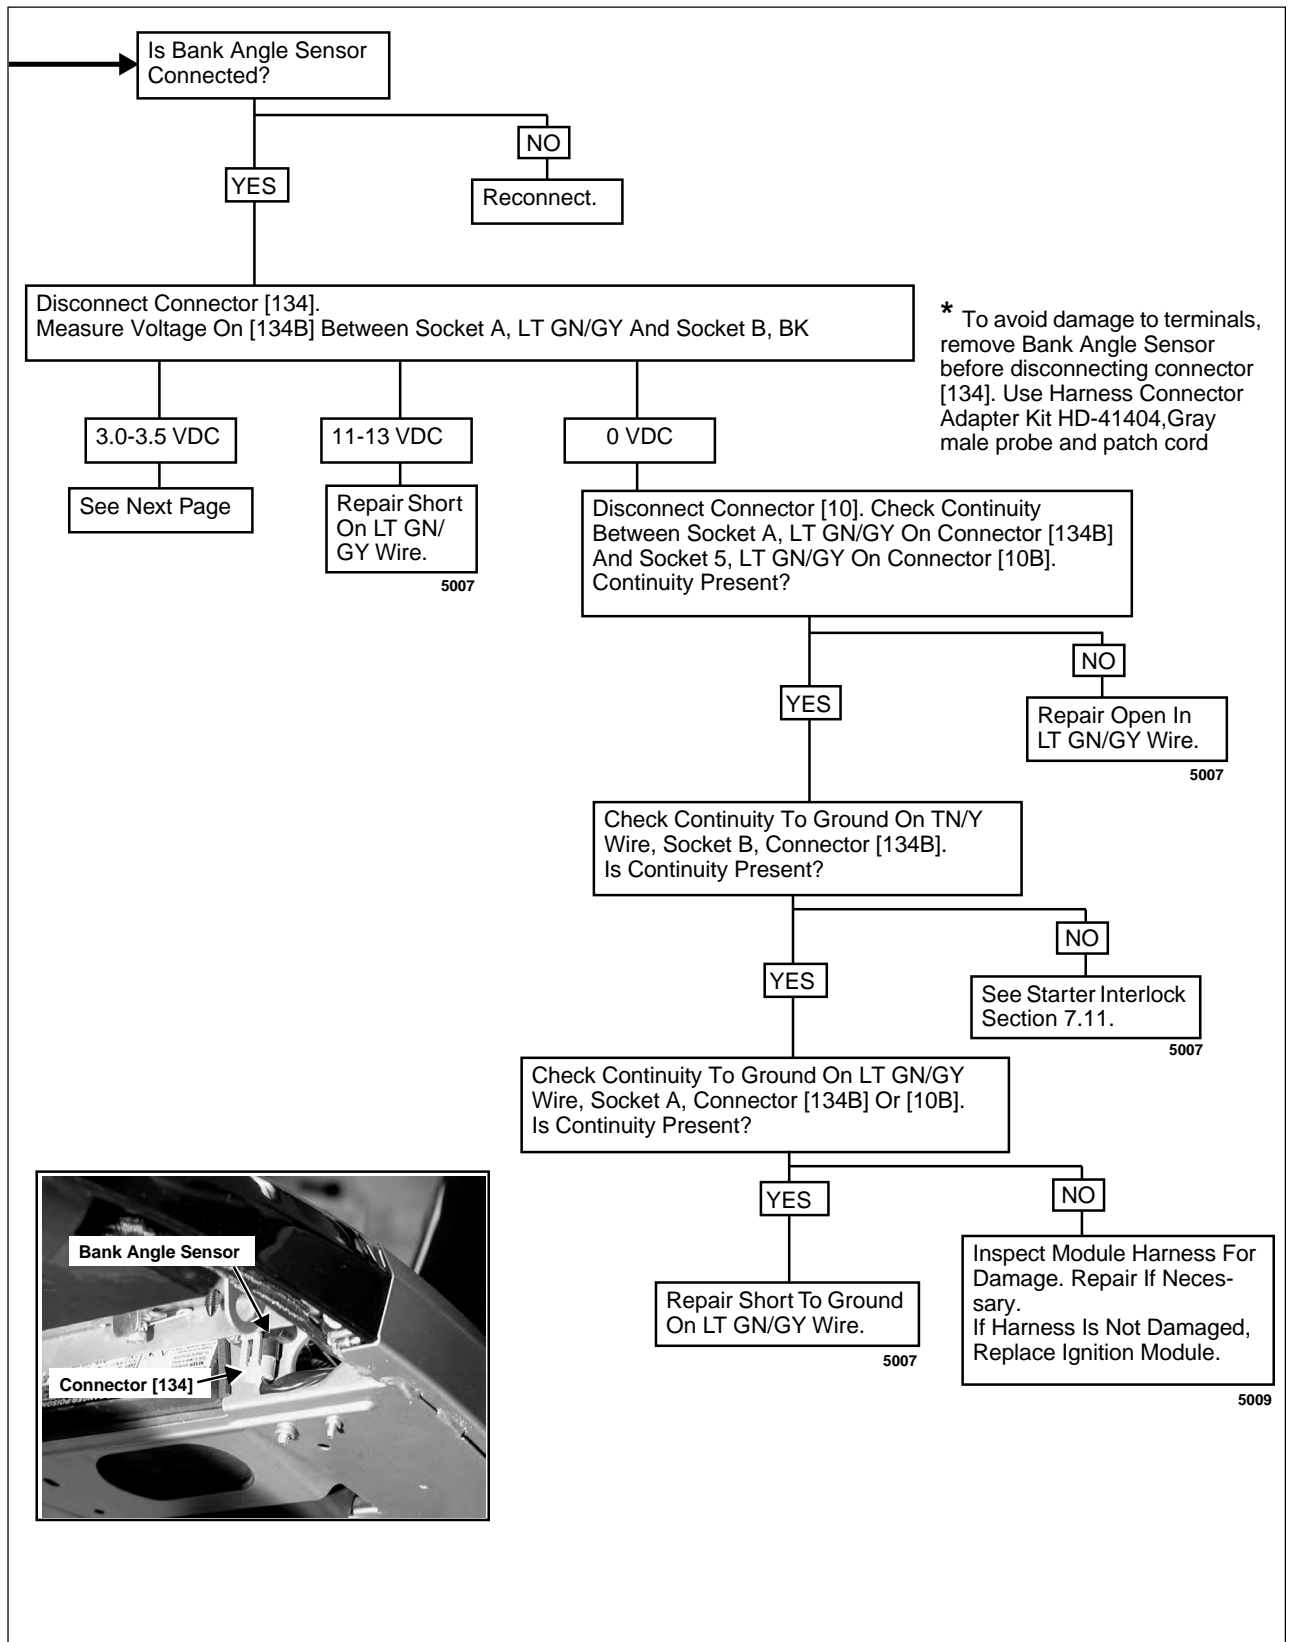 Is Bank Angle Sensor
Connected?
NO
YES
Reconnect.
Disconnect Connector [134].
Measure Voltage On [134B] Between Socket A, LT GN/GY And Socket B, BK
* To avoid damage to terminals,
remove Bank Angle Sensor
before disconnecting connector
[134]. Use Harness Connector
Adapter Kit HD-41404,Gray
male probe and patch cord
3.0-3.5 VDC
11-13 VDC
0 VDC
See Next Page
Repair Short
On LT GN/
GY Wire.
5007
Disconnect Connector [10]. Check Continuity
Between Socket A, LT GN/GY On Connector [134B]
And Socket 5, LT GN/GY On Connector [10B].
Continuity Present?
NO
YES
Repair Open In
LT GN/GY Wire.
5007
Check Continuity To Ground On TN/Y
Wire, Socket B, Connector [134B].
Is Continuity Present?
NO
YES
See Starter Interlock
Section 7.11.
5007
Check Continuity To Ground On LT GN/GY
Wire, Socket A, Connector [134B] Or [10B].
Is Continuity Present?
YES
NO
Repair Short To Ground
On LT GN/GY Wire.
5007
Inspect Module Harness For
Damage. Repair If Neces-
sary.
If Harness Is Not Damaged,
Replace Ignition Module.
5009
Bank Angle Sensor
Connector [134]